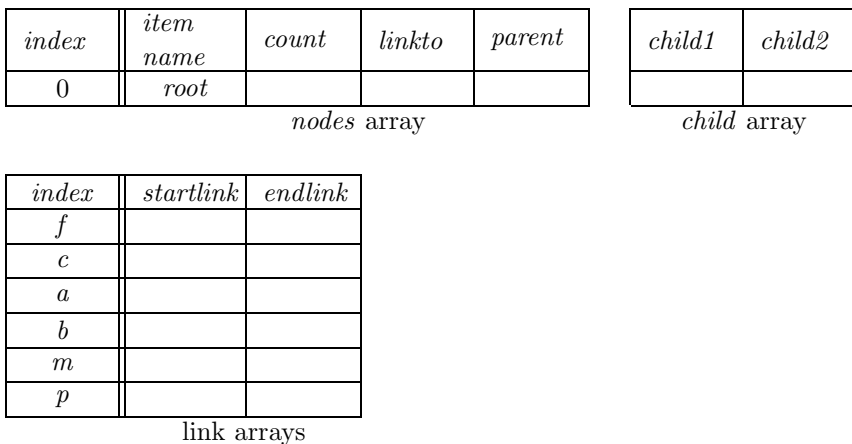 index item name count linkto parent child1 child2
0 root
nodes array child array
index startlink endlink
f
c
a
b
m
p
link arrays